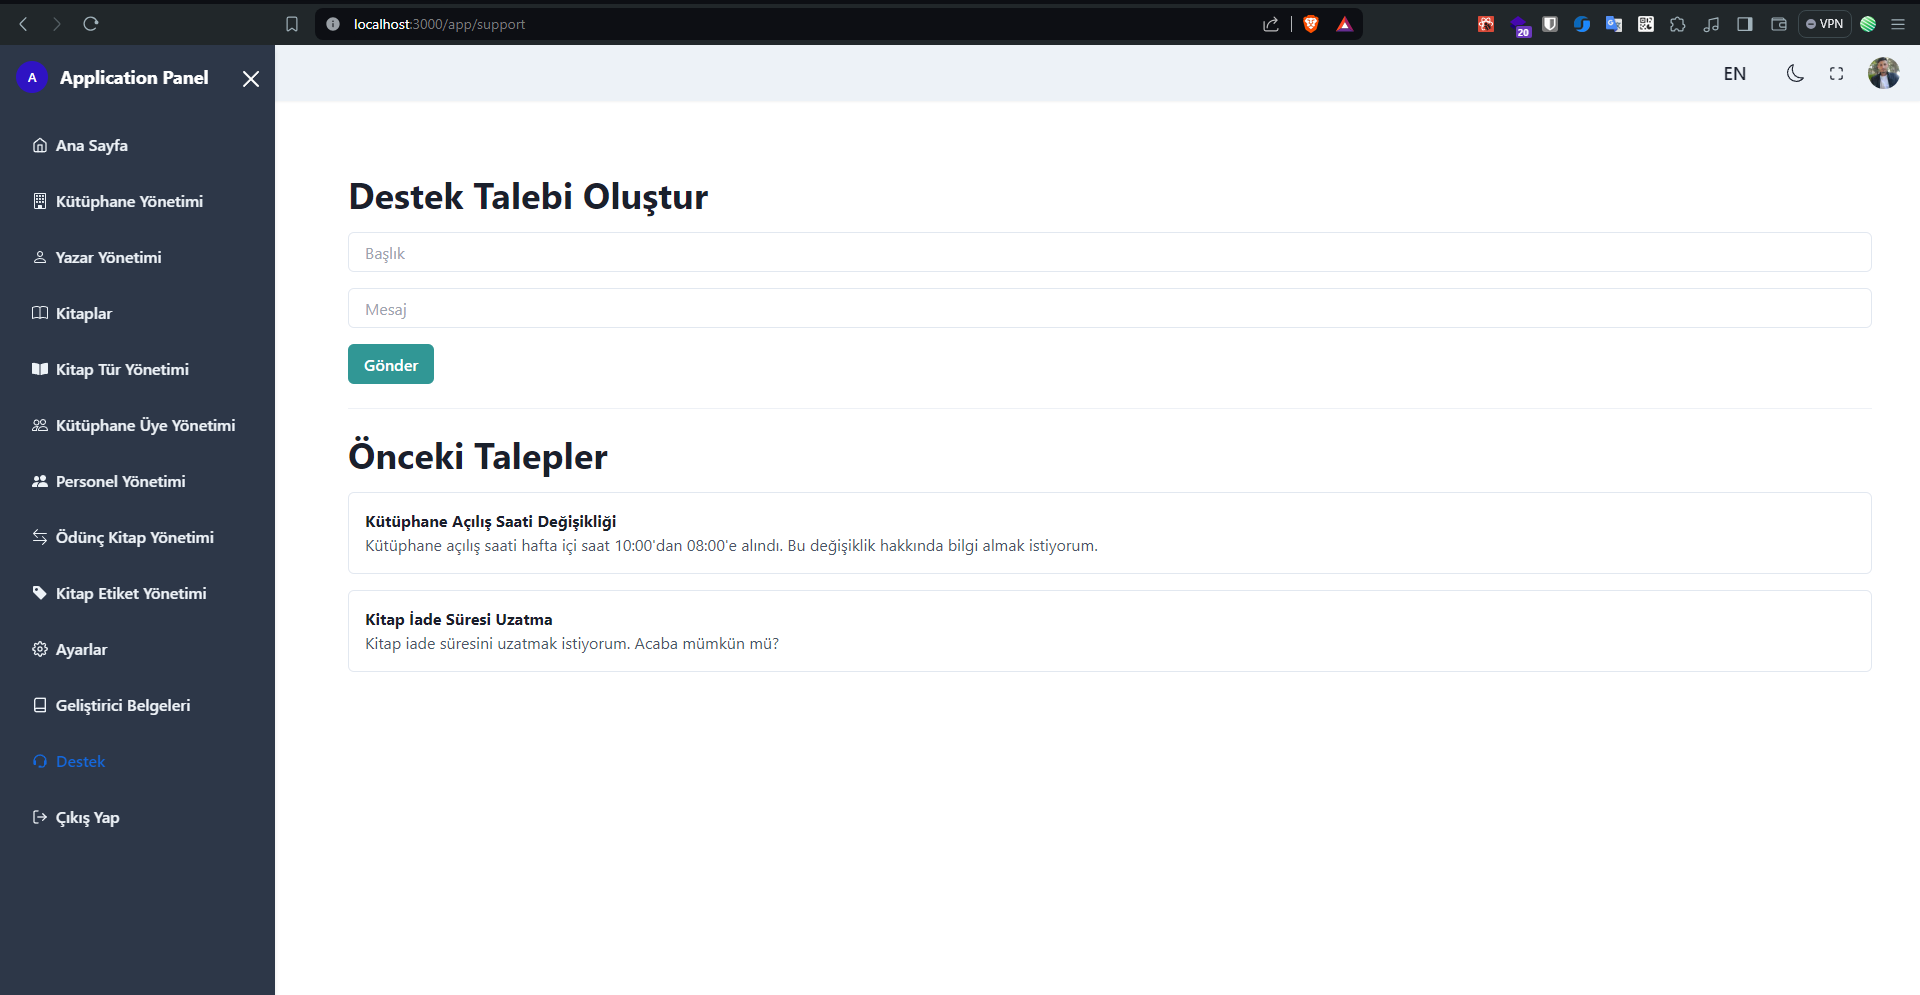 localhost:3000/app/support
20
VPN
A
Application Panel
EN
Ana Sayfa
Kütüphane Yönetimi
Yazar Yönetimi
Kitaplar
Kitap Tür Yönetimi
Kütüphane Üye Yönetimi
Personel Yönetimi
Ödünç Kitap Yönetimi
Kitap Etiket Yönetimi
Ayarlar
Geliştirici Belgeleri
Destek
Çıkış Yap
Destek Talebi Oluştur
Başlık
Mesaj
Gönder
Önceki Talepler
Kütüphane Açılış Saati Değişikliği
Kütüphane açılış saati hafta içi saat 10:00'dan 08:00'e alındı. Bu değişiklik hakkında bilgi almak istiyorum.
Kitap İade Süresi Uzatma
Kitap iade süresini uzatmak istiyorum. Acaba mümkün mü?